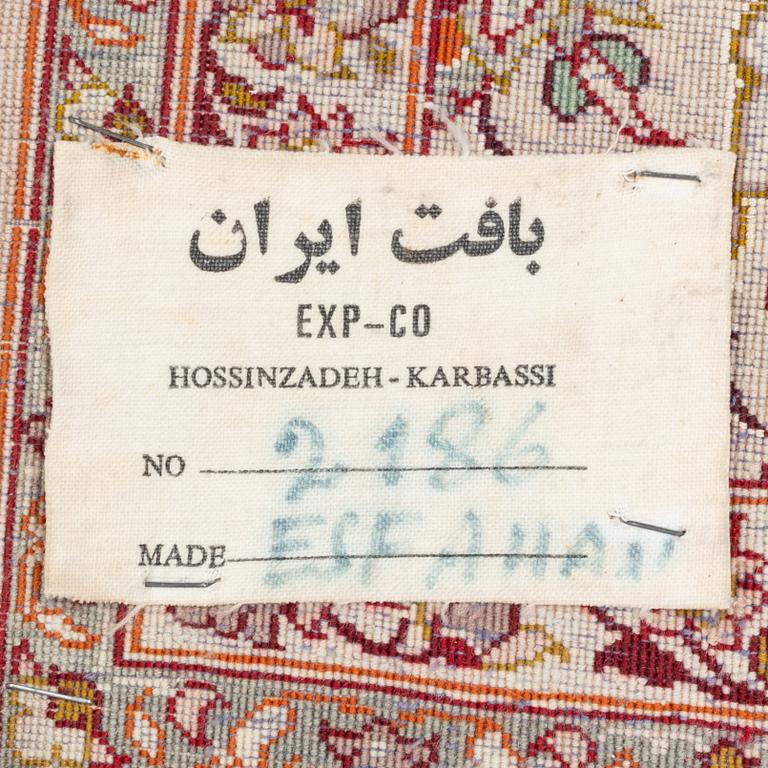 بافت ایران
EXP-CO
HOSSINZADEH-KARBASSI
NO 2186
MADE ESFAHAN